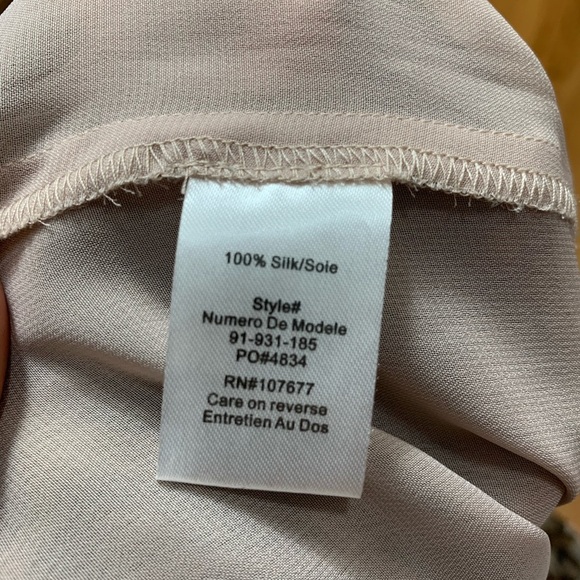 100% Silk/Soie
Style#
Numero De Modele
91-931-185
PO#4834
RN#107677
Care on reverse
Entretien Au Dos